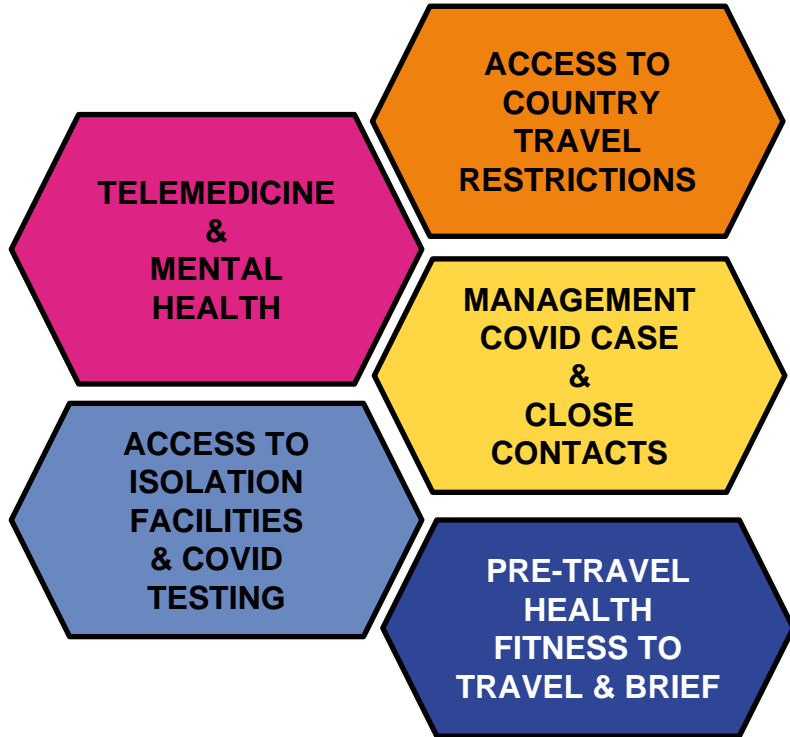 ACCESS TO
COUNTRY
TRAVEL
RESTRICTIONS
TELEMEDICINE
&
MENTAL
HEALTH
MANAGEMENT
COVID CASE
&
CLOSE
CONTACTS
ACCESS TO
ISOLATION
FACILITIES
& COVID
TESTING
PRE-TRAVEL
HEALTH
FITNESS TO
TRAVEL & BRIEF